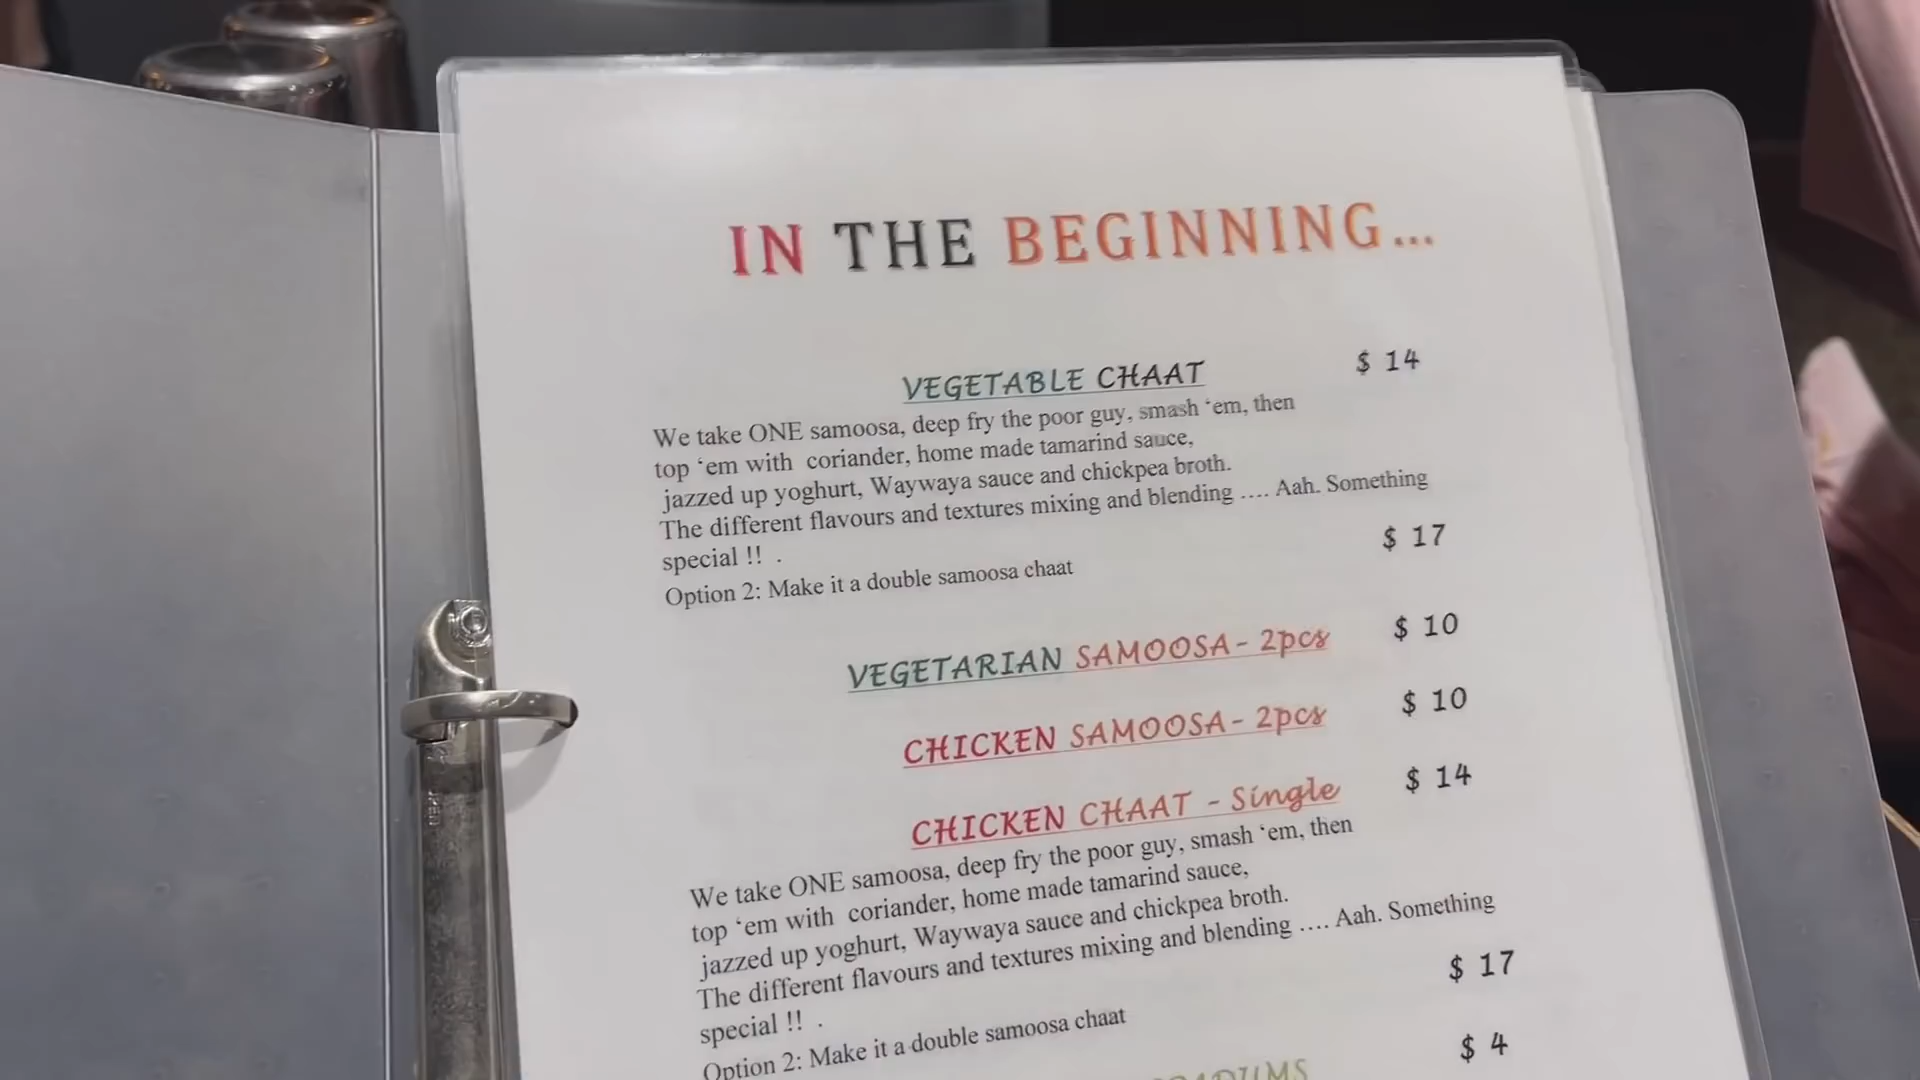 IN THE BEGINNING...
VEGETABLE CHAAT $ 14
We take ONE samoosa, deep fry the poor guy, smash ‘em, then
top ‘em with coriander, home made tamarind sauce,
jazzed up yoghurt, Waywaya sauce and chickpea broth.
The different flavours and textures mixing and blending .... Aah. Something
special !! .
$ 17
Option 2: Make it a double samoosa chaat
VEGETARIAN SAMOOSA- 2pcs $ 10
CHICKEN SAMOOSA- 2pcs $ 10
CHICKEN CHAAT - Single $ 14
We take ONE samoosa, deep fry the poor guy, smash ‘em, then
top ‘em with coriander, home made tamarind sauce,
jazzed up yoghurt, Waywaya sauce and chickpea broth.
The different flavours and textures mixing and blending .... Aah. Something
special !! .
$ 17
Option 2: Make it a double samoosa chaat
$ 4